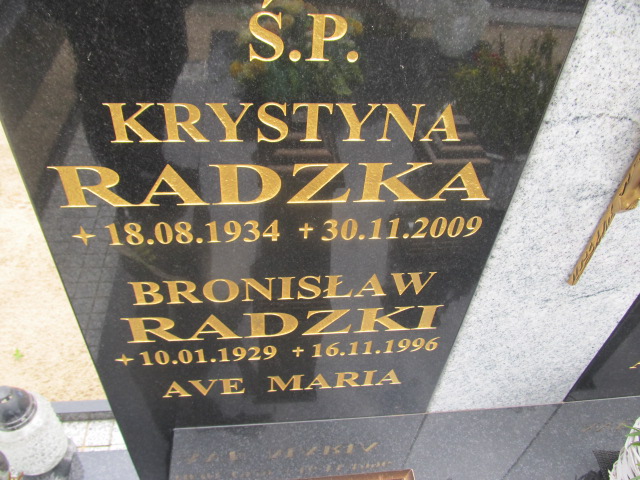 Ś.P.
KRYSTYNA
RADZKA
✦ 18.08.1934 ✝ 30.11.2009
BRONISŁAW
RADZKI
✦ 10.01.1929 ✝ 16.11.1996
AVE MARIA